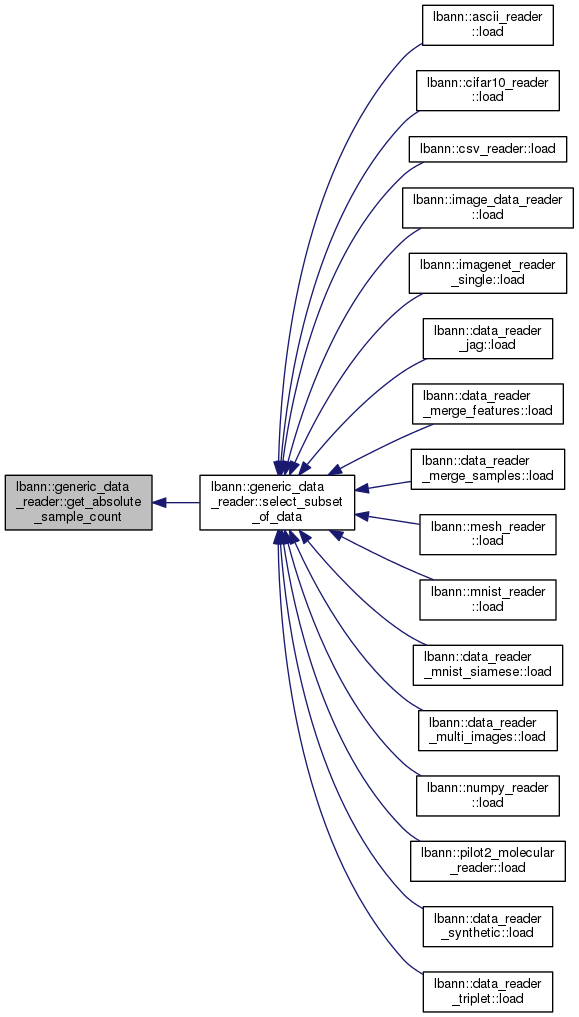 lbann::generic_data
_reader::get_absolute
_sample_count
lbann::generic_data
_reader::select_subset
_of_data
lbann::ascii_reader
::load
lbann::cifar10_reader
::load
lbann::csv_reader::load
lbann::image_data_reader
::load
lbann::imagenet_reader
_single::load
lbann::data_reader
_jag::load
lbann::data_reader
_merge_features::load
lbann::data_reader
_merge_samples::load
lbann::mesh_reader
::load
lbann::mnist_reader
::load
lbann::data_reader
_mnist_siamese::load
lbann::data_reader
_multi_images::load
lbann::numpy_reader
::load
lbann::pilot2_molecular
_reader::load
lbann::data_reader
_synthetic::load
lbann::data_reader
_triplet::load